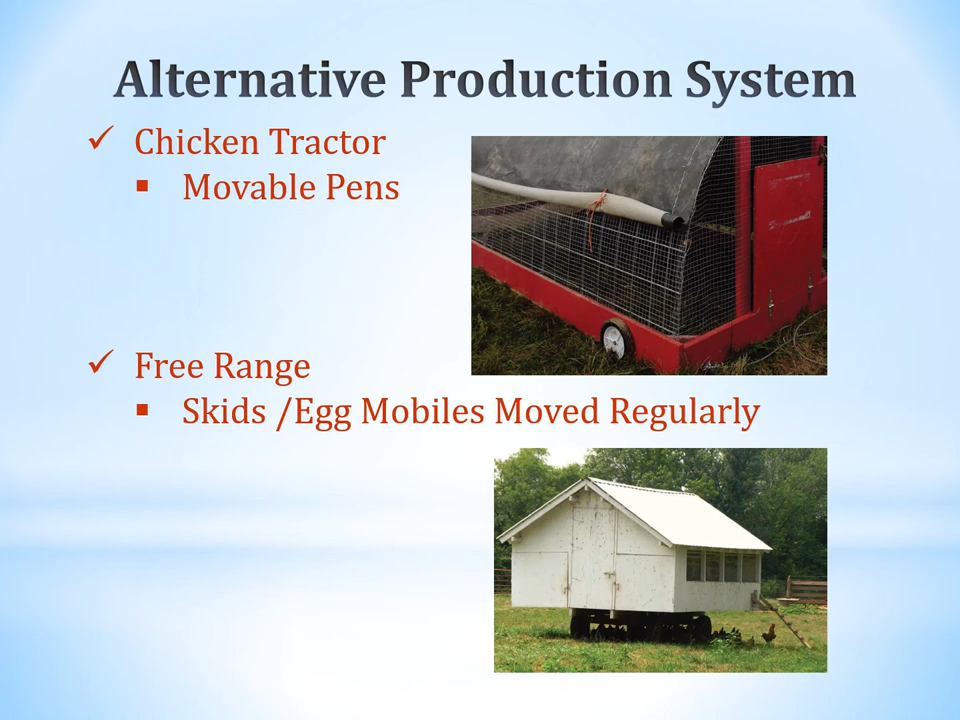 Alternative Production System
✓ Chicken Tractor
▪ Movable Pens
✓ Free Range
▪ Skids /Egg Mobiles Moved Regularly